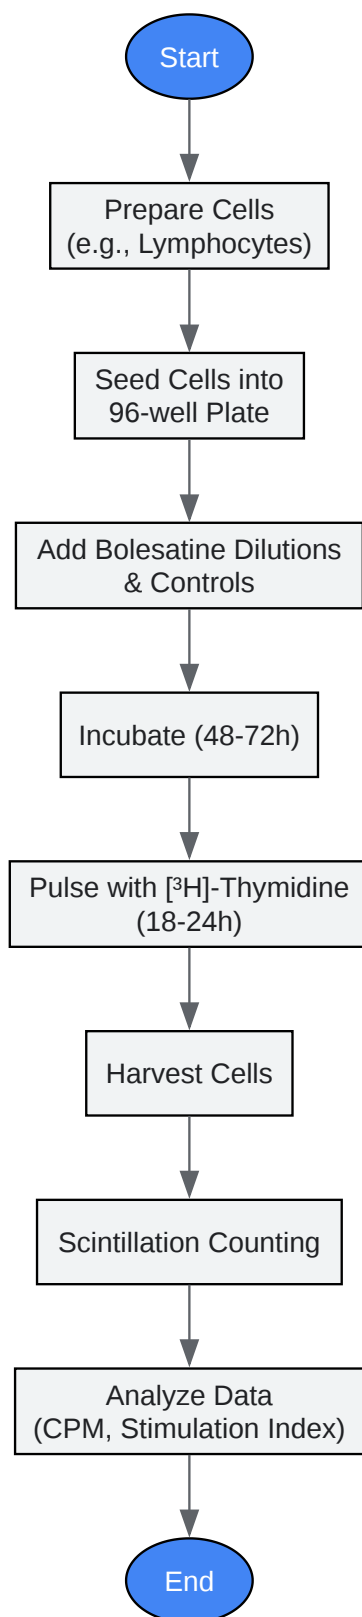 Start
Prepare Cells
(e.g., Lymphocytes)
Seed Cells into
96-well Plate
Add Bolesatine Dilutions
& Controls
Incubate (48-72h)
Pulse with [³H]-Thymidine
(18-24h)
Harvest Cells
Scintillation Counting
Analyze Data
(CPM, Stimulation Index)
End